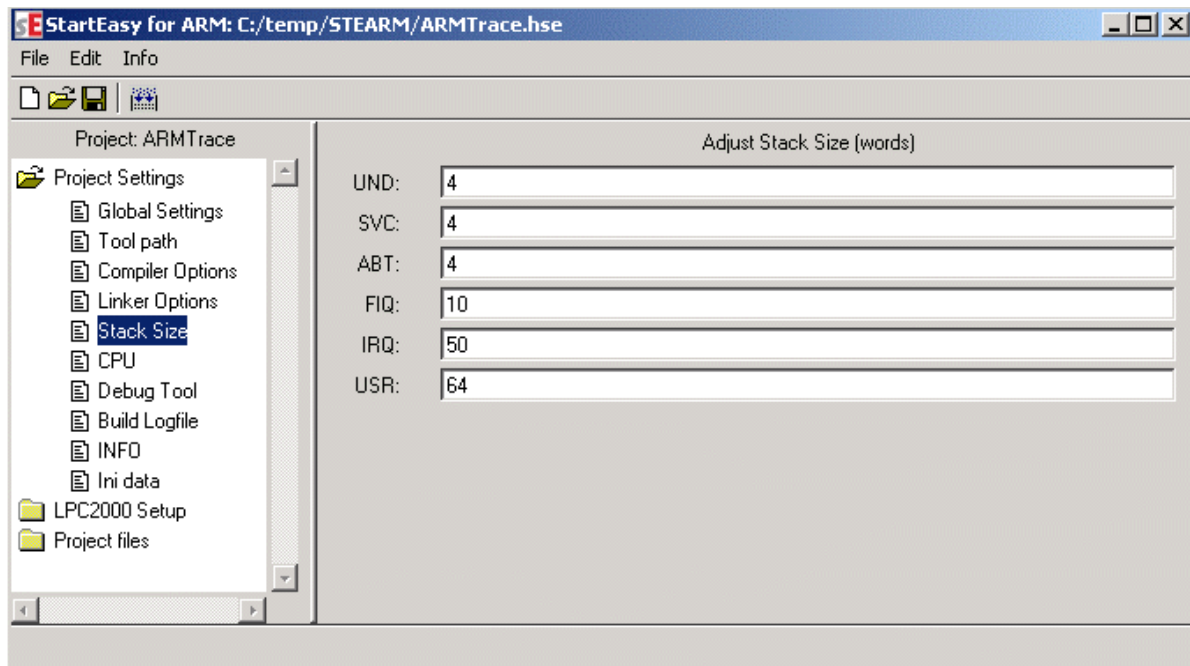 StartEasy for ARM: C:/temp/STEARM/ARMTrace.hse
File Edit Info
Project: ARMTrace
Project Settings
Global Settings
Tool path
Compiler Options
Linker Options
Stack Size
CPU
Debug Tool
Build Logfile
INFO
Ini data
LPC2000 Setup
Project files
Adjust Stack Size (words)
UND: 4
SVC: 4
ABT: 4
FIQ: 10
IRQ: 50
USR: 64